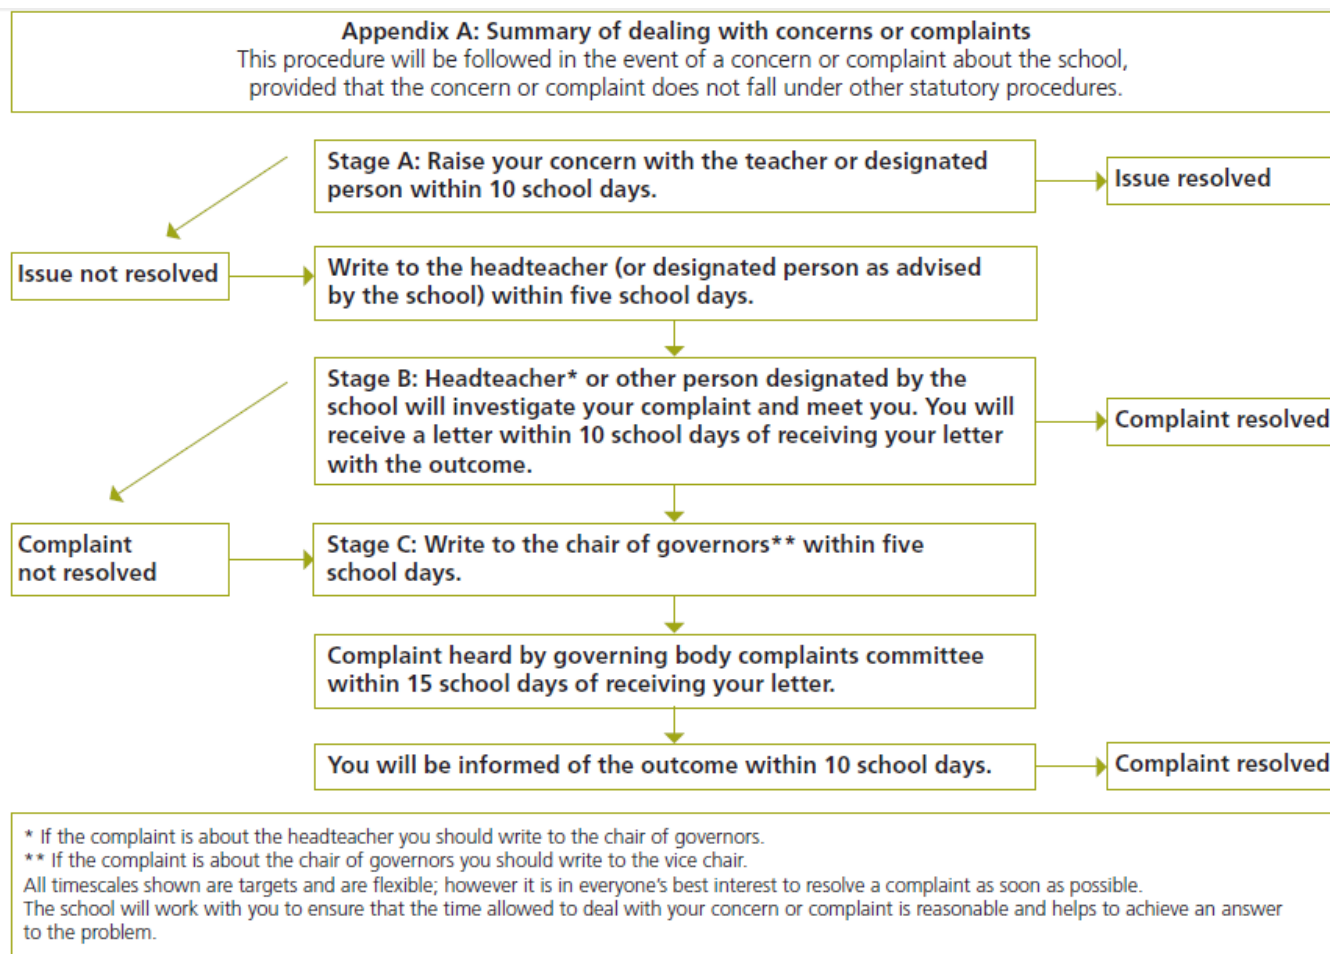 Appendix A: Summary of dealing with concerns or complaints
This procedure will be followed in the event of a concern or complaint about the school,
provided that the concern or complaint does not fall under other statutory procedures.
Stage A: Raise your concern with the teacher or designated
person within 10 school days.
Issue resolved
Issue not resolved
Write to the headteacher (or designated person as advised
by the school) within five school days.
Stage B: Headteacher* or other person designated by the
school will investigate your complaint and meet you. You will
receive a letter within 10 school days of receiving your letter
with the outcome.
Complaint resolved
Complaint
not resolved
Stage C: Write to the chair of governors** within five
school days.
Complaint heard by governing body complaints committee
within 15 school days of receiving your letter.
You will be informed of the outcome within 10 school days.
Complaint resolved
* If the complaint is about the headteacher you should write to the chair of governors.
** If the complaint is about the chair of governors you should write to the vice chair.
All timescales shown are targets and are flexible; however it is in everyone's best interest to resolve a complaint as soon as possible.
The school will work with you to ensure that the time allowed to deal with your concern or complaint is reasonable and helps to achieve an answer
to the problem.